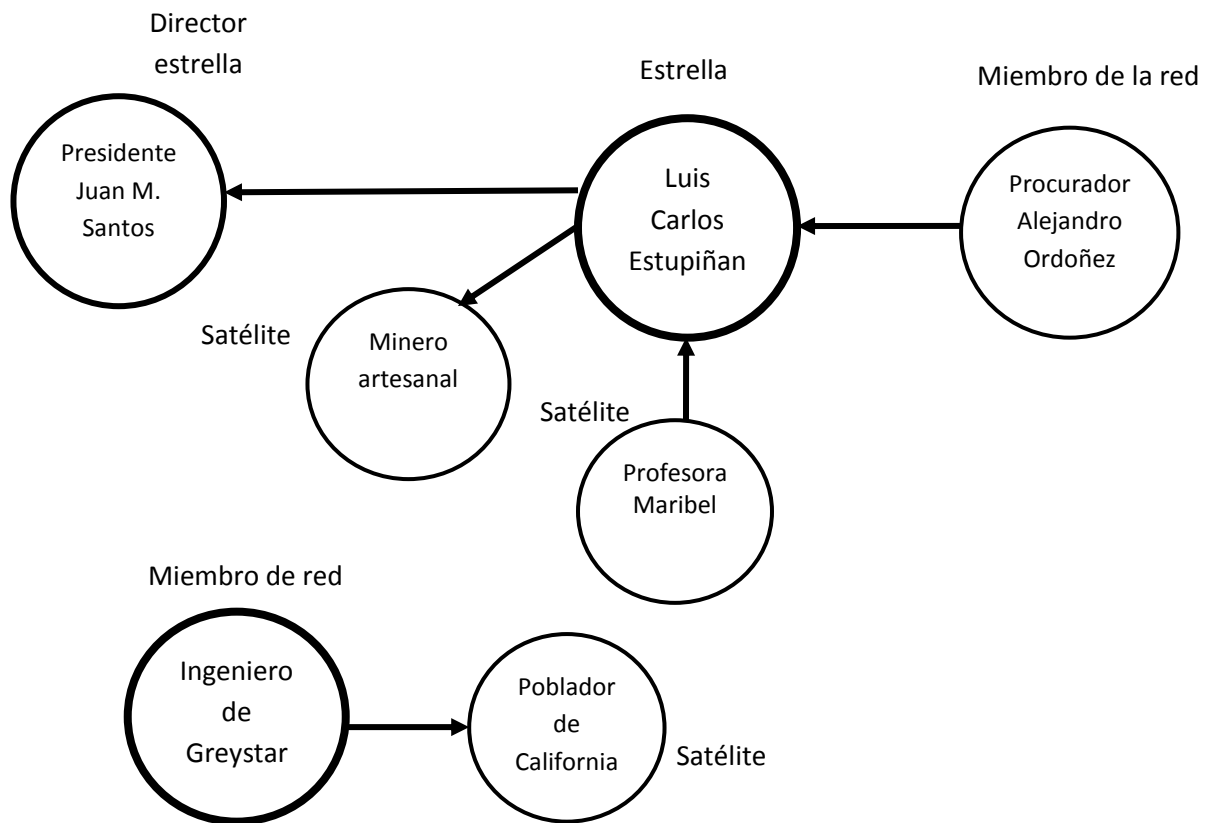 Director
estrella
Estrella
Miembro de la red
Presidente
Juan M.
Santos
Luis
Carlos
Estupiñan
Procurador
Alejandro
Ordoñez
Satélite
Minero
artesanal
Satélite
Profesora
Maribel
Miembro de red
Ingeniero
de
Greystar
Poblador
de
California
Satélite